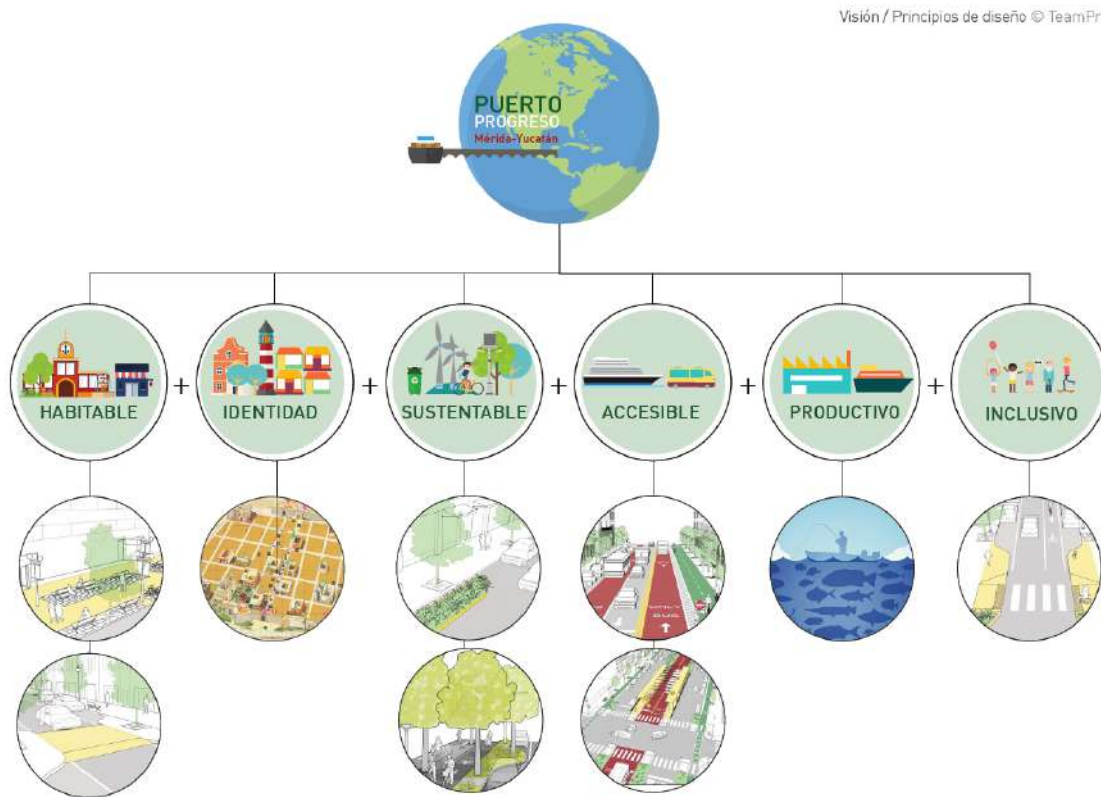 Visión / Principios de diseño © TeamPr
PUERTO
PROGRESO
Mérida-Yucatán
HABITABLE + IDENTIDAD + SUSTENTABLE + ACCESIBLE + PRODUCTIVO + INCLUSIVO